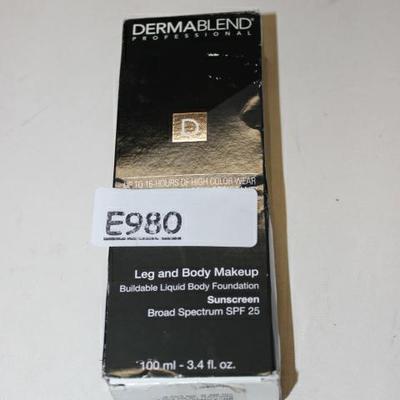 DERMABLEND®
PROFESSIONAL
D
UP TO 16-HOURS OF HIGH COLOR WEAR
E980
Leg and Body Makeup
Buildable Liquid Body Foundation
Sunscreen
Broad Spectrum SPF 25
100 ml - 3.4 fl. oz.